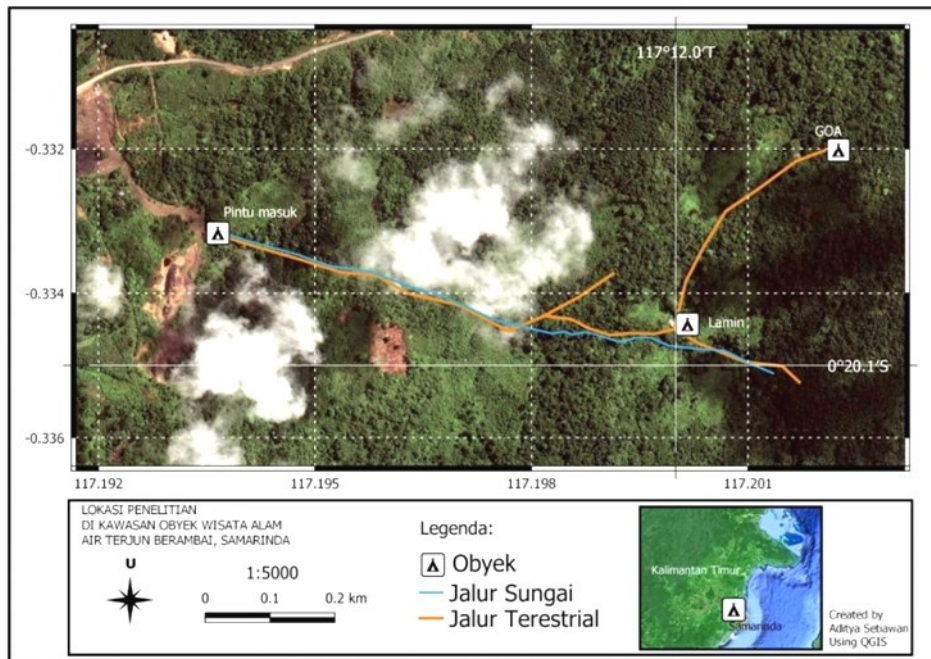 117°12.0'T
GOA
-0.332
Pintu masuk
-0.334
Lamin
0°20.1'S
-0.336
117.192
117.195
117.198
117.201
LOKASI PENELITIAN
DI KAWASAN OBYEK WISATA ALAM
AIR TERJUN BERAMBAI, SAMARINDA
U
1:5000
0
0.1
0.2 km
Legenda:
Obyek
Jalur Sungai
Jalur Terestrial
Kalimantan Timur
Samarinda
Created by
Aditya Setiawan
Using QGIS